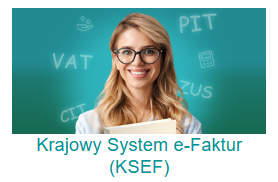 PIT
VAT
ZUS
CIT
Krajowy System e-Faktur
(KSEF)